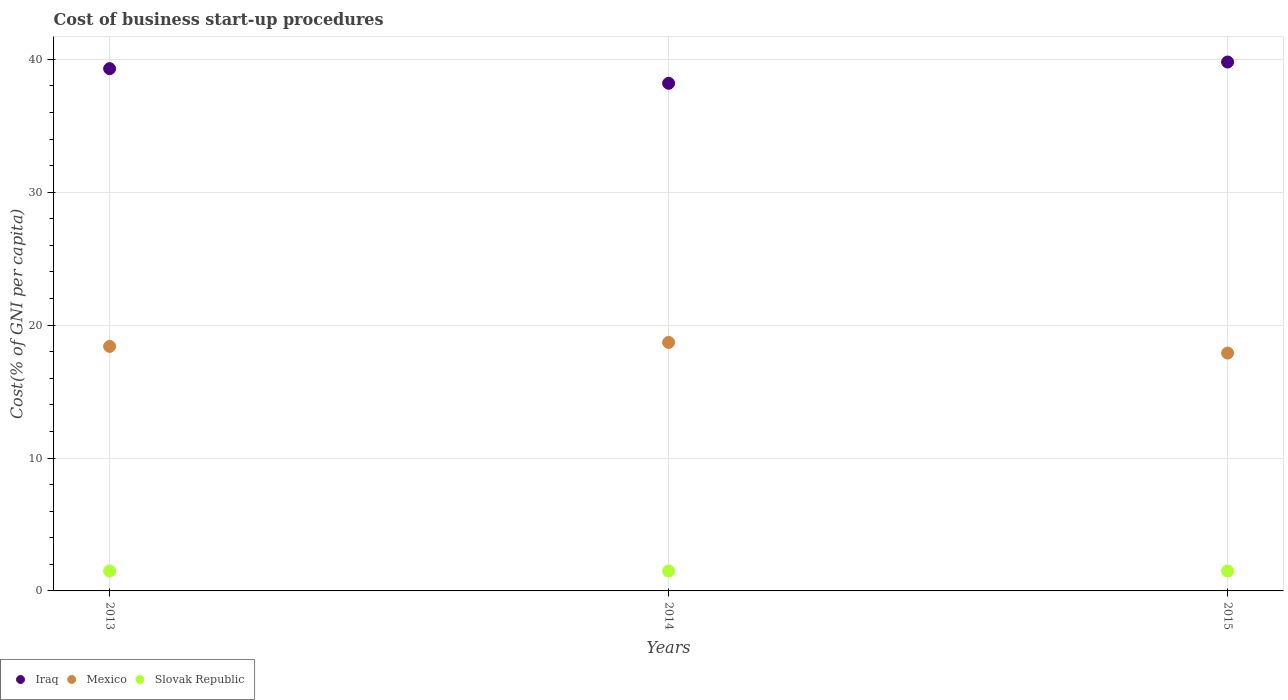 Cost of business start-up procedures
Cost(% of GNI per capita)
40
30
20
10
0
2013
2014
2015
Years
Iraq
Mexico
Slovak Republic